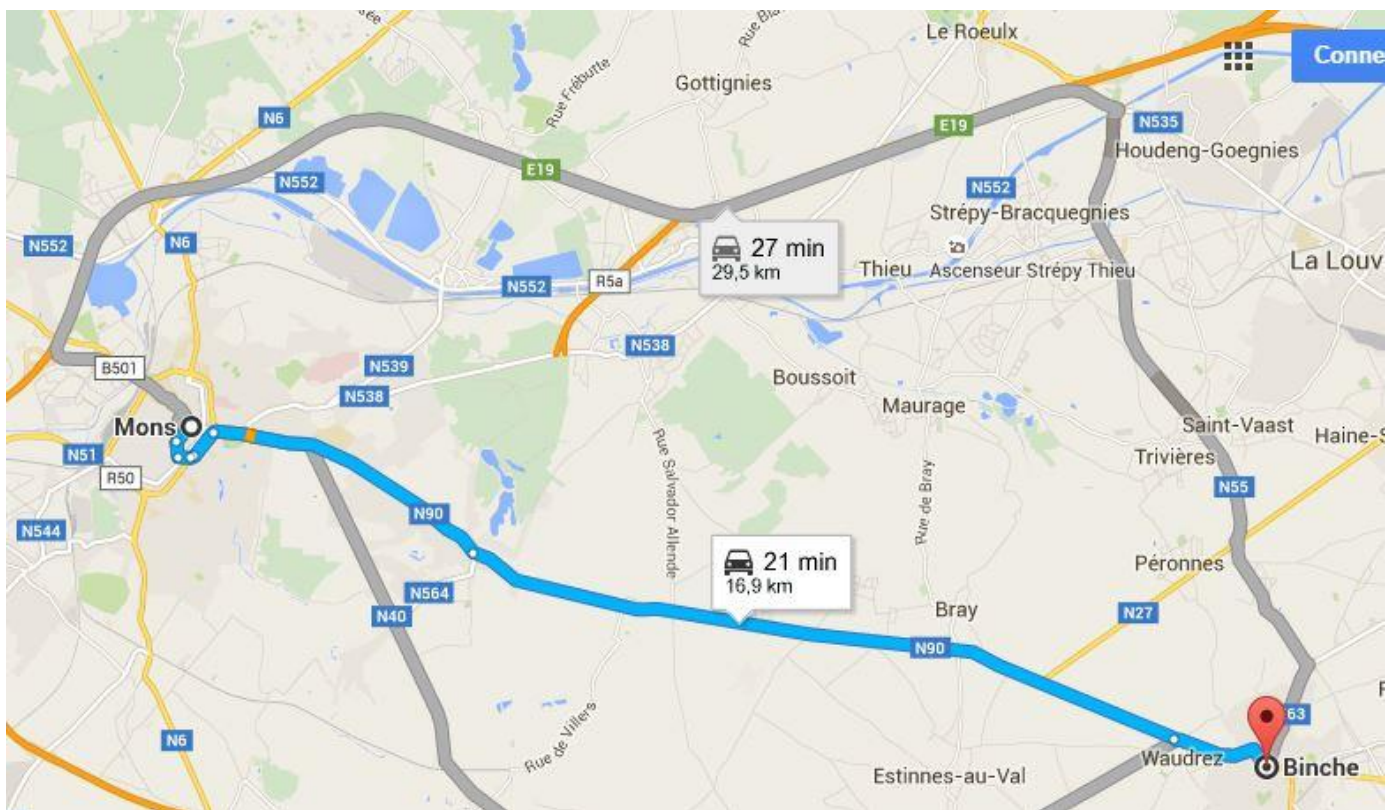 Le Roeulx
Rue Bi
Conne
Gottignies
Rue Frébutte
N6
E19
N535
E19
Houdeng-Goegnies
N552
N552
Strépy-Bracquegnies
N552
N6
27 min
29,5 km
La Louv
Thieu
Ascenseur Strépy Thieu
R5a
N552
N538
B501
N539
Boussoit
N538
Maurage
Mons
Saint-Vaast
Haine-S
N51
Trivières
R50
Rue Salvador Allende
Rue de Bray
N55
N90
N544
21 min
16,9 km
Péronnes
N564
Bray
N27
N40
N90
63
N6
Rue de Villers
Waudrez
Binche
Estinnes-au-Val